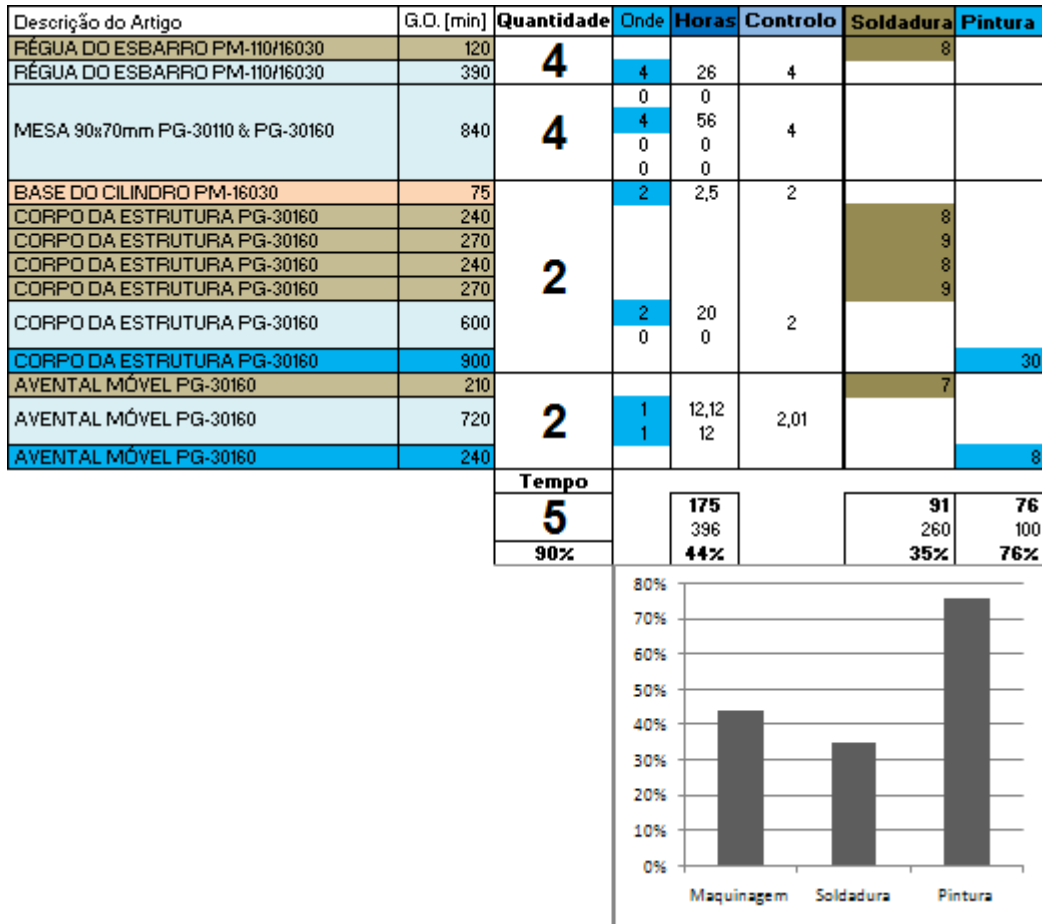 Descrição do Artigo G.O. [min] Quantidade Onde Horas Controlo Soldadura Pintura
RÉGUA DO ESBARRO PM-110/16030 120 4 8
RÉGUA DO ESBARRO PM-110/16030 390 4 26 4
0 0
MESA 90x70mm PG-30110 & PG-30160 840 4 4 56 4
0 0
0 0
BASE DO CILINDRO PM-16030 75 2 2,5 2
CORPO DA ESTRUTURA PG-30160 240 8
CORPO DA ESTRUTURA PG-30160 270 9
CORPO DA ESTRUTURA PG-30160 240 2 8
CORPO DA ESTRUTURA PG-30160 270 9
CORPO DA ESTRUTURA PG-30160 600 2 20 2
0 0
CORPO DA ESTRUTURA PG-30160 900 30
AVENTAL MÓVEL PG-30160 210 7
AVENTAL MÓVEL PG-30160 720 2 1 12,12 2,01
1 12
AVENTAL MÓVEL PG-30160 240 8
Tempo
5 175 91 76
396 260 100
90% 44% 35% 76%
80%
70%
60%
50%
40%
30%
20%
10%
0%
Maquinagem Soldadura Pintura